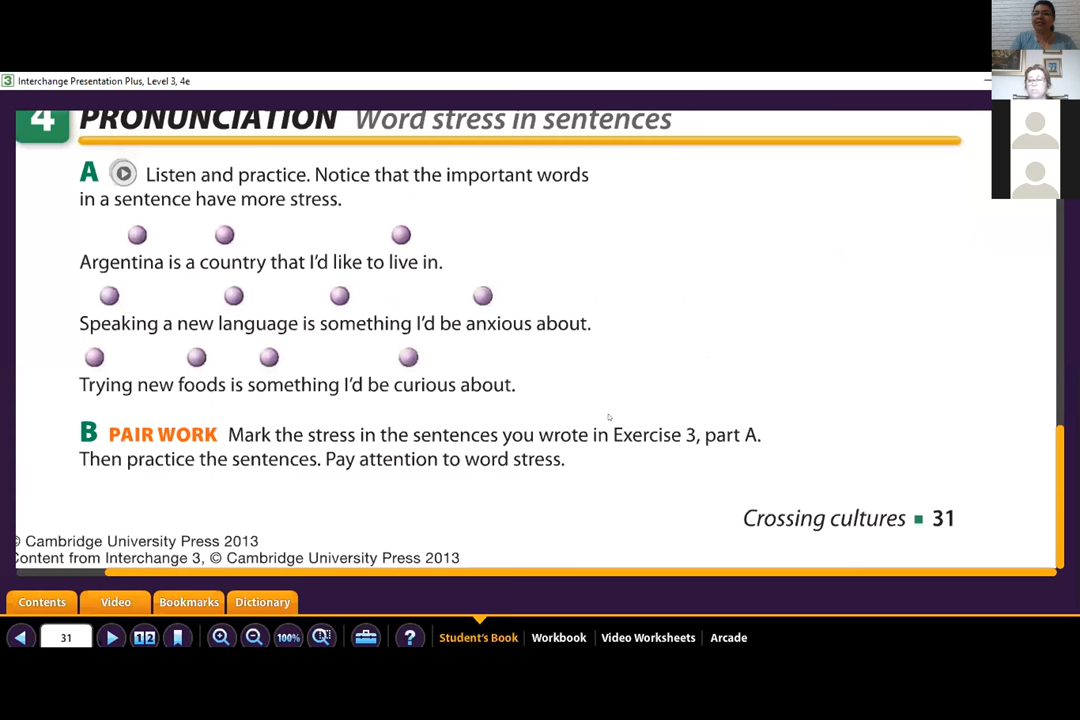 Interchange Presentation Plus, Level 3, 4e
4 PRONUNCIATION Word stress in sentences
A Listen and practice. Notice that the important words
in a sentence have more stress.
Argentina is a country that I'd like to live in.
Speaking a new language is something I'd be anxious about.
Trying new foods is something I'd be curious about.
B PAIR WORK Mark the stress in the sentences you wrote in Exercise 3, part A.
Then practice the sentences. Pay attention to word stress.
Crossing cultures ■ 31
© Cambridge University Press 2013
Content from Interchange 3, © Cambridge University Press 2013
Contents Video Bookmarks Dictionary
31 1 2 100% ? Student's Book Workbook Video Worksheets Arcade